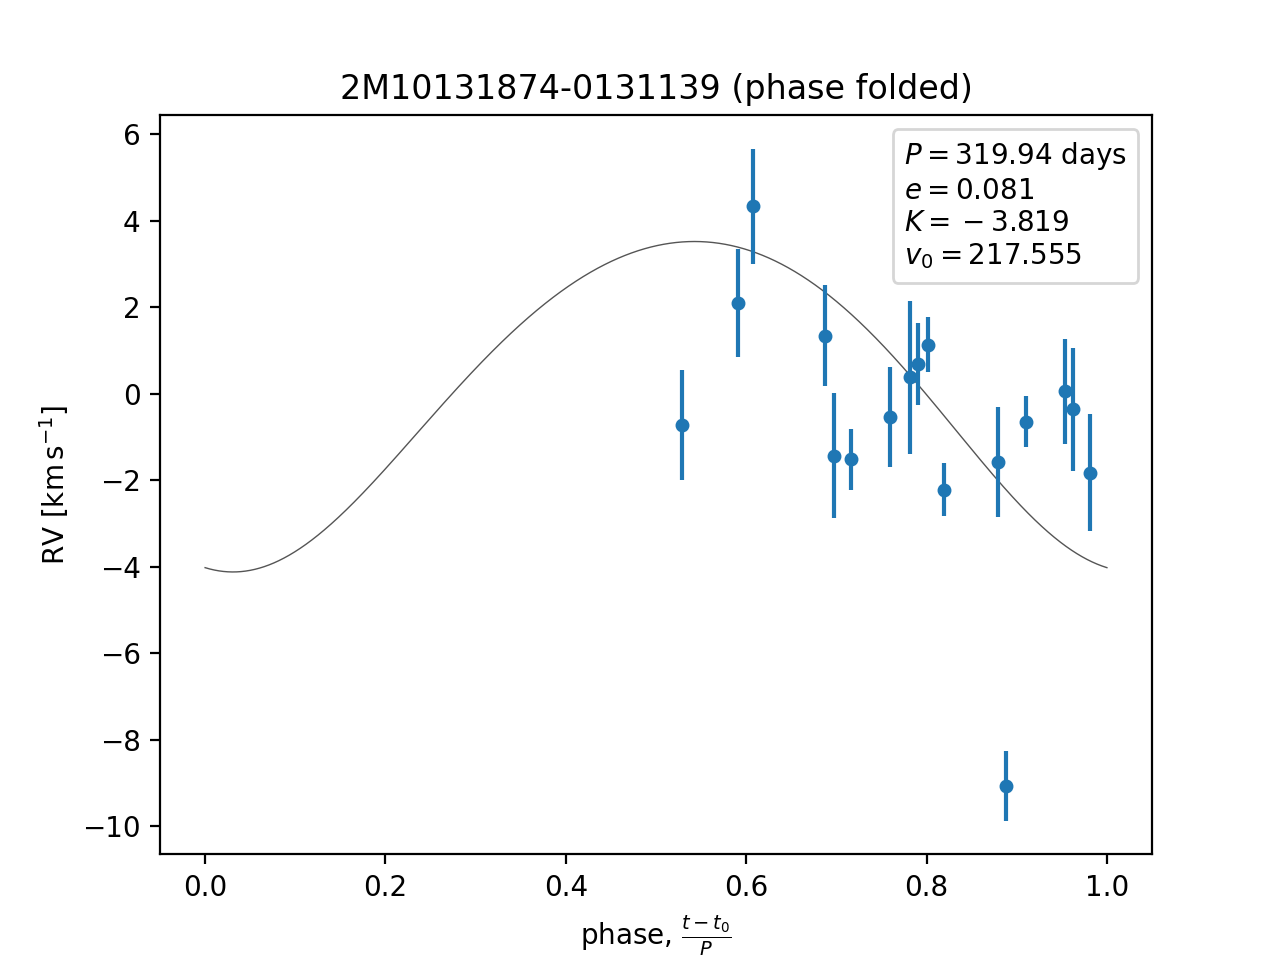 2M10131874-0131139 (phase folded)
P = 319.94 days
e = 0.081
K = −3.819
v₀ = 217.555
6
4
2
0
−2
−4
−6
−8
−10
RV [km s⁻¹]
0.0 0.2 0.4 0.6 0.8 1.0
phase, (t − t₀)/P